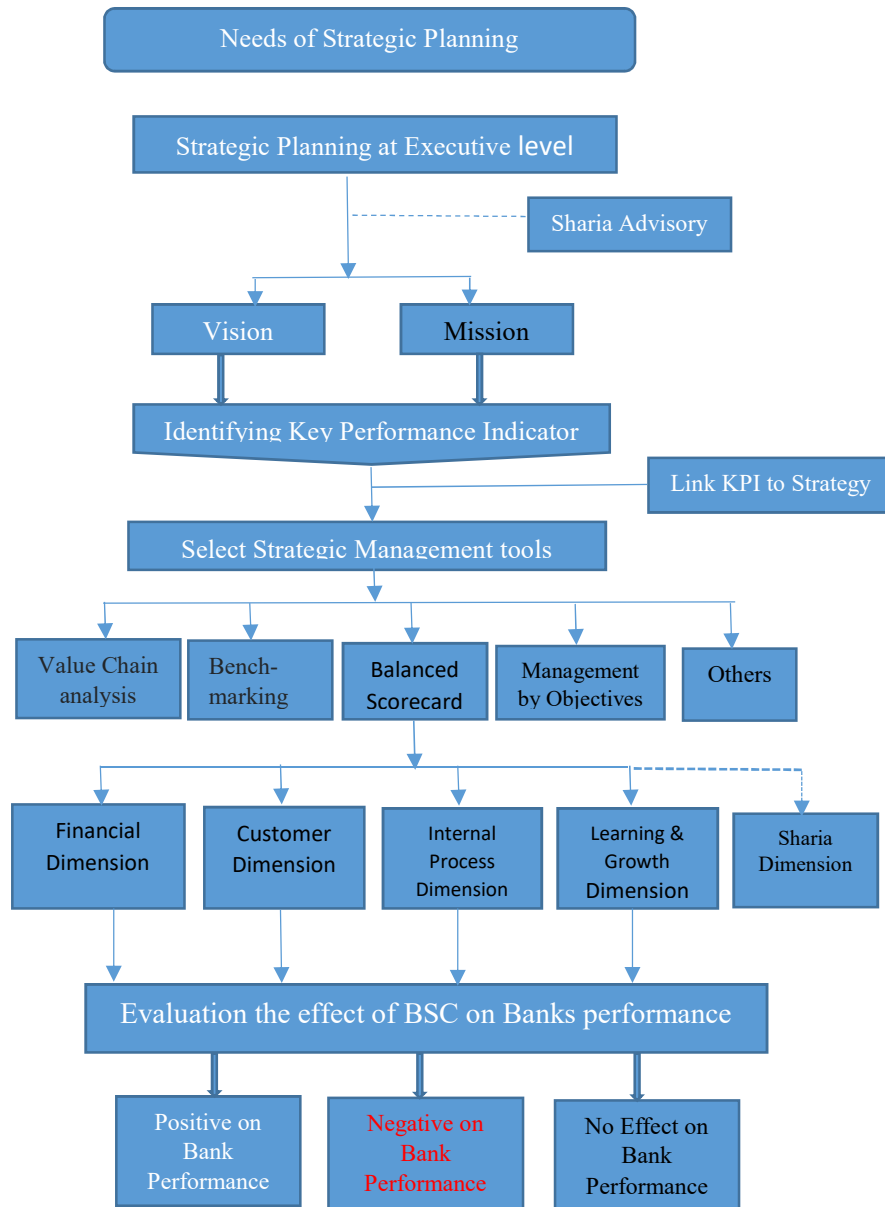 Needs of Strategic Planning
Strategic Planning at Executive level
Sharia Advisory
Vision
Mission
Identifying Key Performance Indicator
Link KPI to Strategy
Select Strategic Management tools
Value Chain
analysis
Bench-
marking
Balanced
Scorecard
Management
by Objectives
Others
Financial
Dimension
Customer
Dimension
Internal
Process
Dimension
Learning &
Growth
Dimension
Sharia
Dimension
Evaluation the effect of BSC on Banks performance
Positive on
Bank
Performance
Negative on
Bank
Performance
No Effect on
Bank
Performance